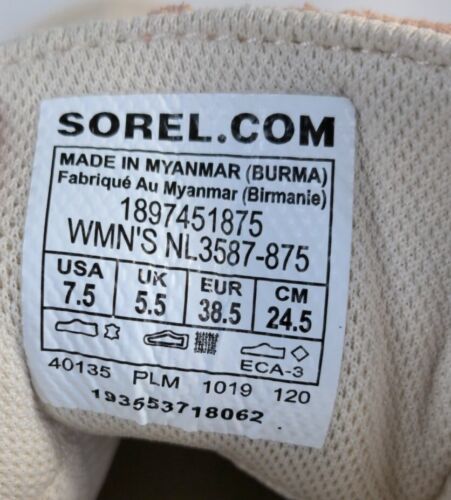 SOREL.COM
MADE IN MYANMAR (BURMA)
Fabriqué Au Myanmar (Birmanie)
1897451875
WMN'S NL3587-875
USA UK EUR CM
7.5 5.5 38.5 24.5
ECA-3
40135 PLM 1019 120
193553718062